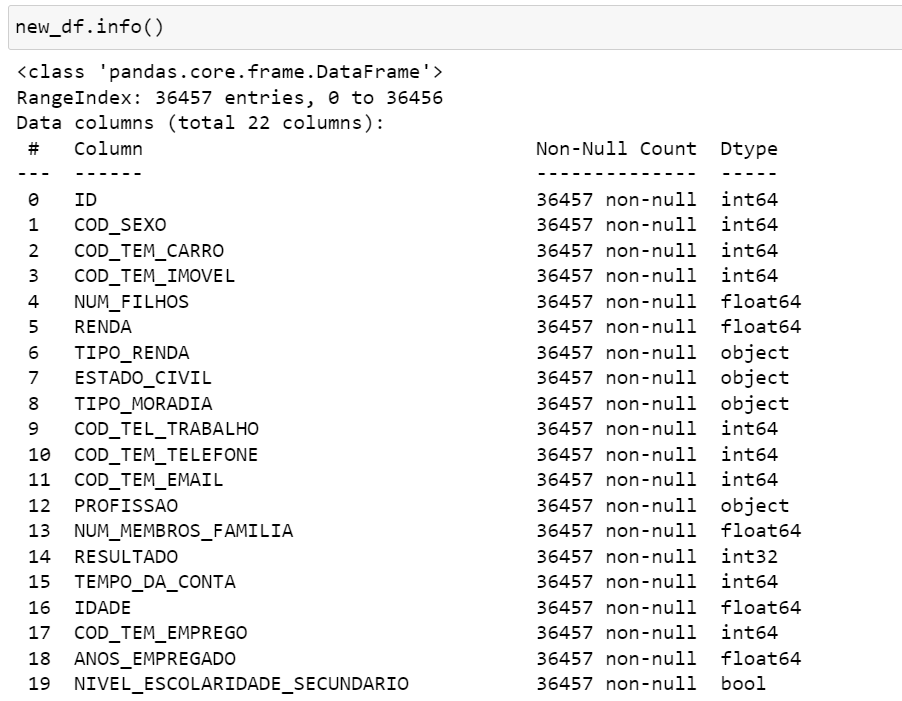 new_df.info()
<class 'pandas.core.frame.DataFrame'>
RangeIndex: 36457 entries, 0 to 36456
Data columns (total 22 columns):
 #   Column                                  Non-Null Count  Dtype
---  ------                                  --------------  -----
 0   ID                                      36457 non-null  int64
 1   COD_SEXO                                36457 non-null  int64
 2   COD_TEM_CARRO                           36457 non-null  int64
 3   COD_TEM_IMOVEL                          36457 non-null  int64
 4   NUM_FILHOS                              36457 non-null  float64
 5   RENDA                                   36457 non-null  float64
 6   TIPO_RENDA                              36457 non-null  object
 7   ESTADO_CIVIL                            36457 non-null  object
 8   TIPO_MORADIA                            36457 non-null  object
 9   COD_TEL_TRABALHO                        36457 non-null  int64
 10  COD_TEM_TELEFONE                        36457 non-null  int64
 11  COD_TEM_EMAIL                           36457 non-null  int64
 12  PROFISSAO                               36457 non-null  object
 13  NUM_MEMBROS_FAMILIA                     36457 non-null  float64
 14  RESULTADO                               36457 non-null  int32
 15  TEMPO_DA_CONTA                          36457 non-null  int64
 16  IDADE                                   36457 non-null  float64
 17  COD_TEM_EMPREGO                         36457 non-null  int64
 18  ANOS_EMPREGADO                          36457 non-null  float64
 19  NIVEL_ESCOLARIDADE_SECUNDARIO           36457 non-null  bool